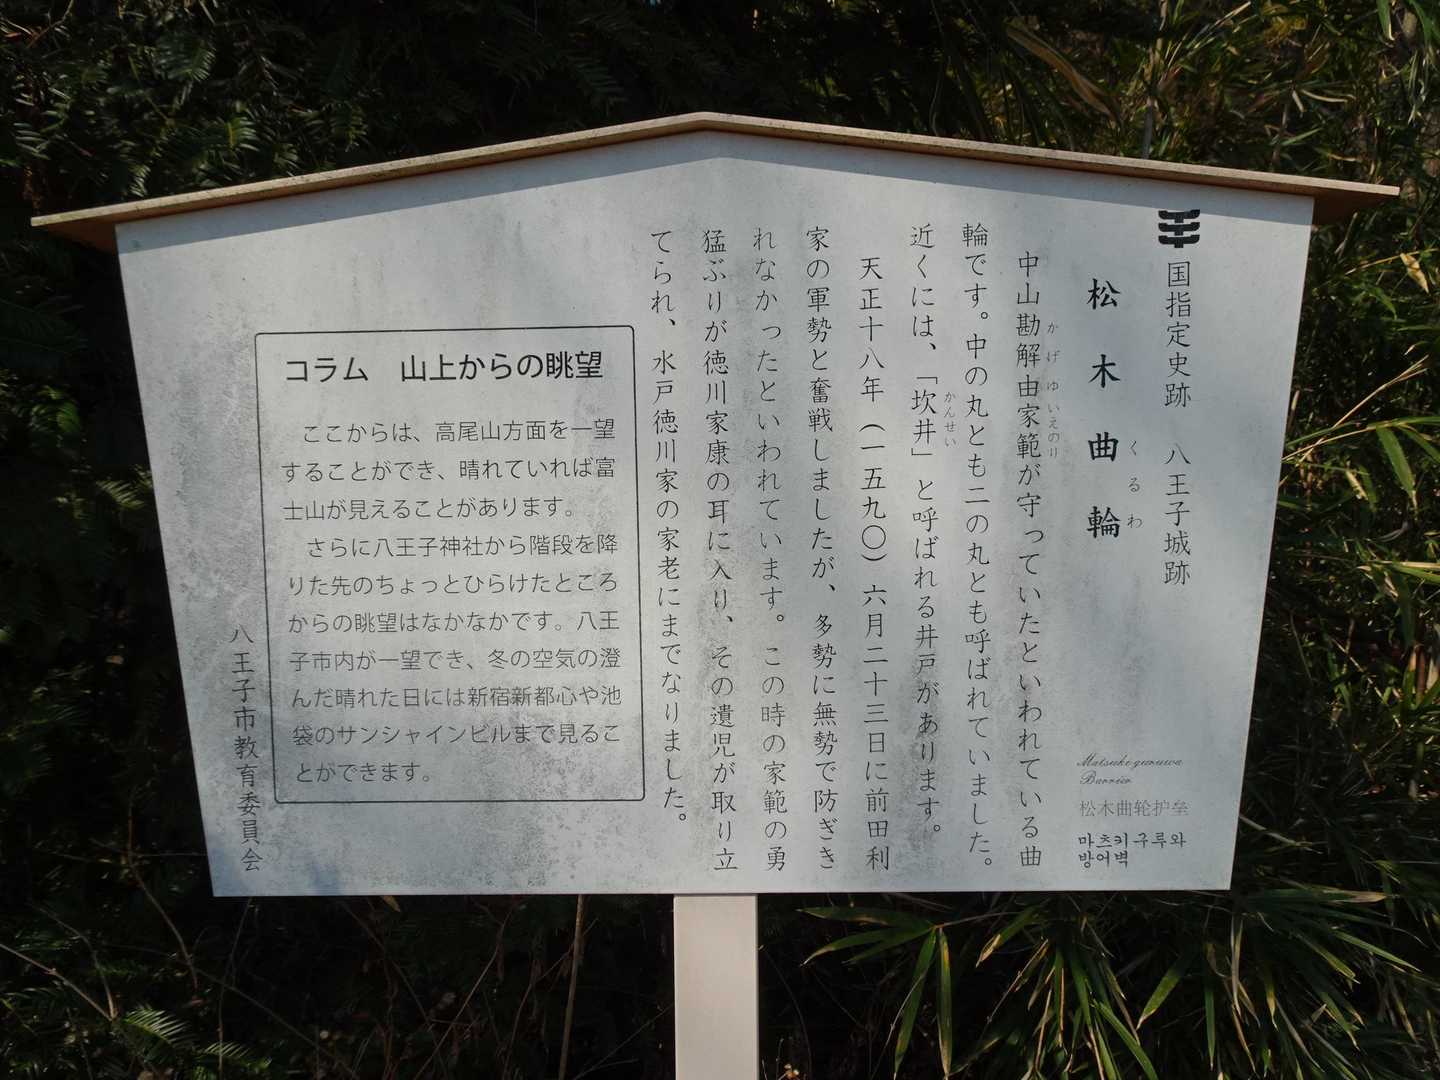 国指定史跡　八王子城跡
松木曲輪
くるわ
Matsuki-guruwa
Barrier
松木曲轮护垒
마츠키 구루와
방어벽
中山勘解由家範が守っていたといわれている曲
かげゆいえのり
輪です。中の丸とも二の丸とも呼ばれていました。
近くには、「坎井」と呼ばれる井戸があります。
かんせい
天正十八年（一五九〇）六月二十三日に前田利
家の軍勢と奮戦しましたが、多勢に無勢で防ぎき
れなかったといわれています。この時の家範の勇
猛ぶりが徳川家康の耳に入り、その遺児が取り立
てられ、水戸徳川家の家老にまでなりました。
コラム　山上からの眺望
ここからは、高尾山方面を一望
することができ、晴れていれば富
士山が見えることがあります。
さらに八王子神社から階段を降
りた先のちょっとひらけたところ
からの眺望はなかなかです。八王
子市内が一望でき、冬の空気の澄
んだ晴れた日には新宿新都心や池
袋のサンシャインビルまで見るこ
とができます。
八王子市教育委員会